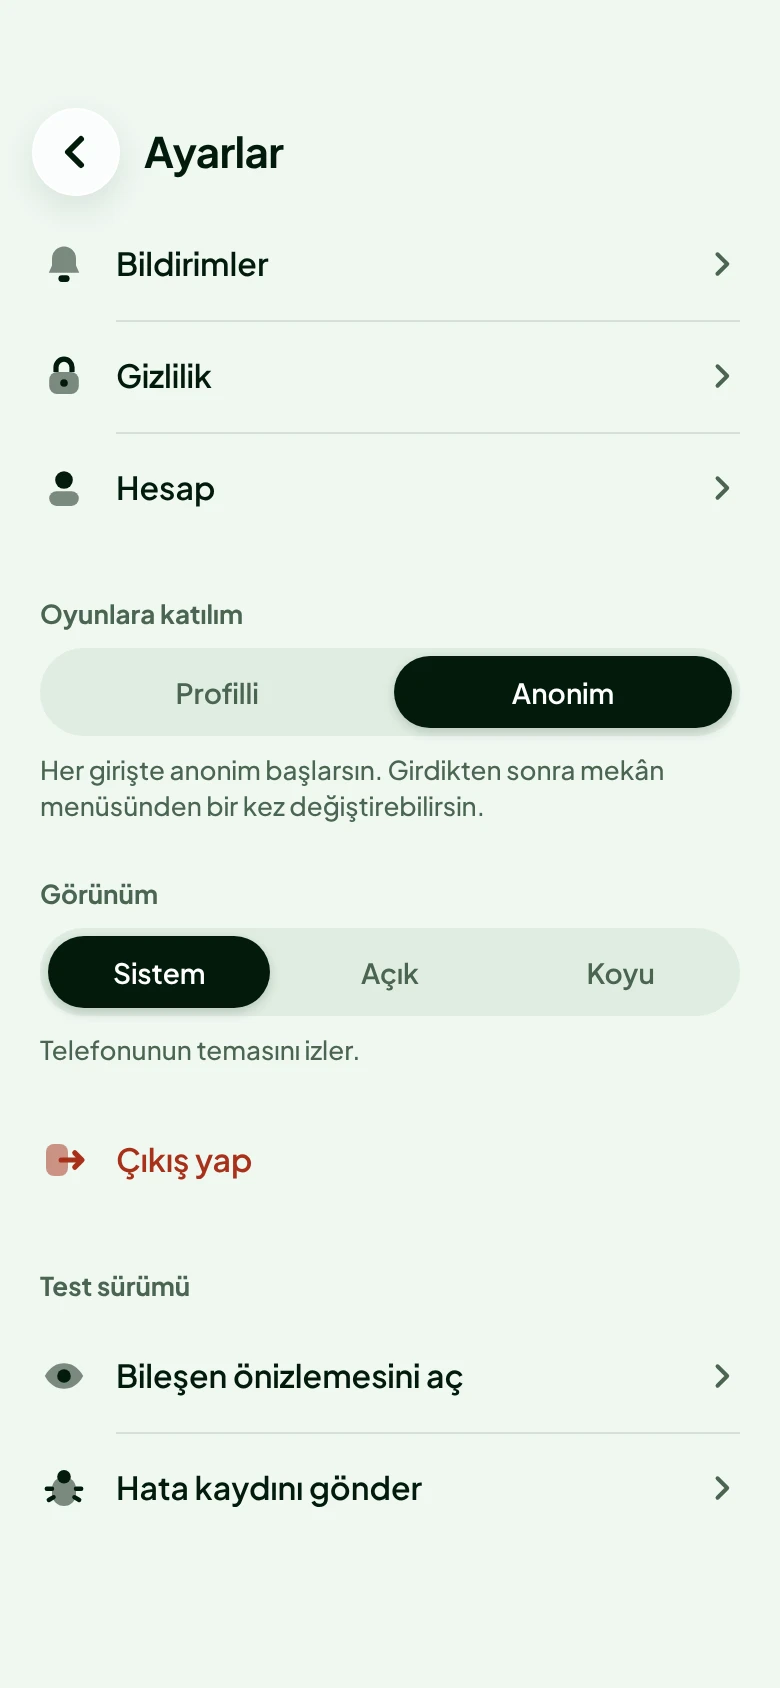 Ayarlar
Bildirimler
Gizlilik
Hesap
Oyunlara katılım
Profilli
Anonim
Her girişte anonim başlarsın. Girdikten sonra mekân
menüsünden bir kez değiştirebilirsin.
Görünüm
Sistem
Açık
Koyu
Telefonunun temasını izler.
Çıkış yap
Test sürümü
Bileşen önizlemesini aç
Hata kaydını gönder